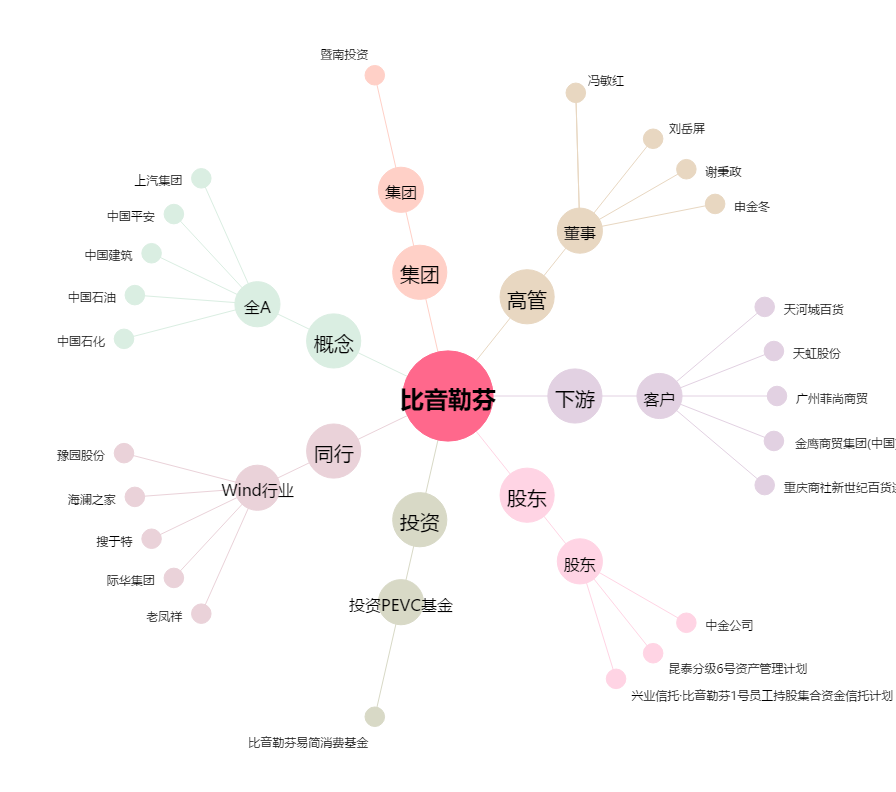 暨南投资
冯敏红
刘岳屏
谢秉政
申金冬
上汽集团
中国平安
中国建筑
中国石油
中国石化
集团
集团
董事
高管
全A
概念
天河城百货
天虹股份
广州菲尚商贸
金鹰商贸集团(中国
重庆商社新世纪百货
比音勒芬
下游
客户
同行
Wind行业
豫园股份
海澜之家
搜于特
际华集团
老凤祥
投资
投资PEVC基金
比音勒芬易简消费基金
股东
股东
中金公司
昆泰分级6号资产管理计划
兴业信托·比音勒芬1号员工持股集合资金信托计划